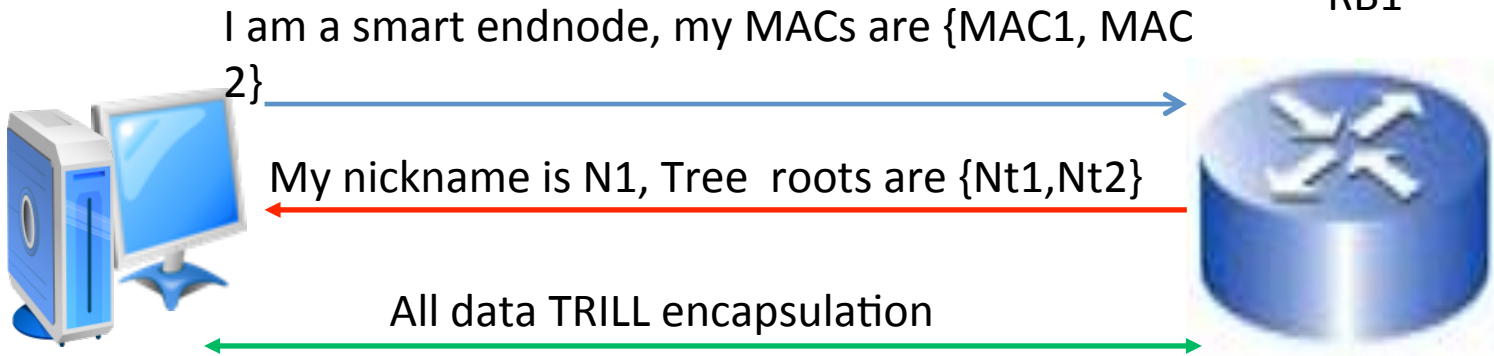 RB1
I am a smart endnode, my MACs are {MAC1, MAC
2}
My nickname is N1, Tree roots are {Nt1,Nt2}
All data TRILL encapsulation